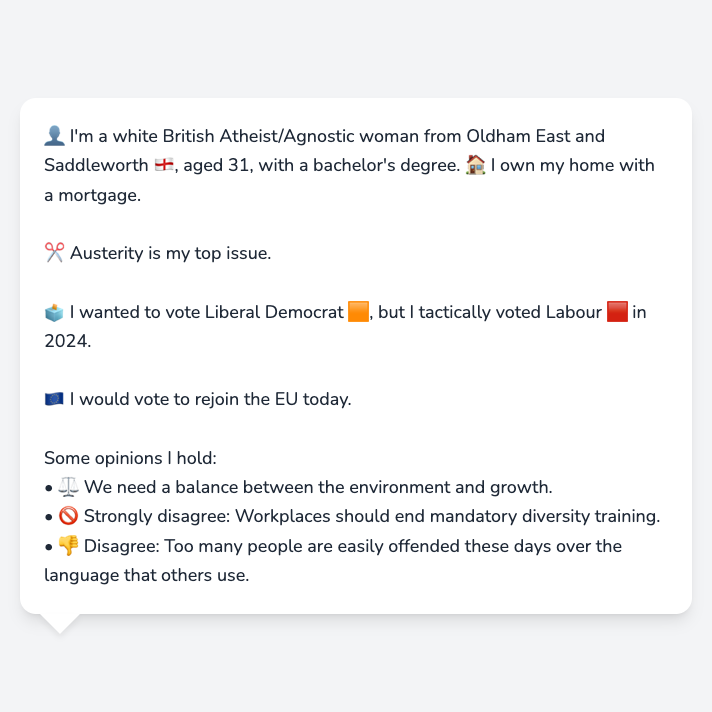 👤 I'm a white British Atheist/Agnostic woman from Oldham East and
Saddleworth 🏴󠁧󠁢󠁥󠁮󠁧󠁿, aged 31, with a bachelor's degree. 🏠 I own my home with
a mortgage.
✂️ Austerity is my top issue.
🗳️ I wanted to vote Liberal Democrat 🟧, but I tactically voted Labour 🟥 in
2024.
🇪🇺 I would vote to rejoin the EU today.
Some opinions I hold:
• ⚖️ We need a balance between the environment and growth.
• 🚫 Strongly disagree: Workplaces should end mandatory diversity training.
• 👎 Disagree: Too many people are easily offended these days over the
language that others use.